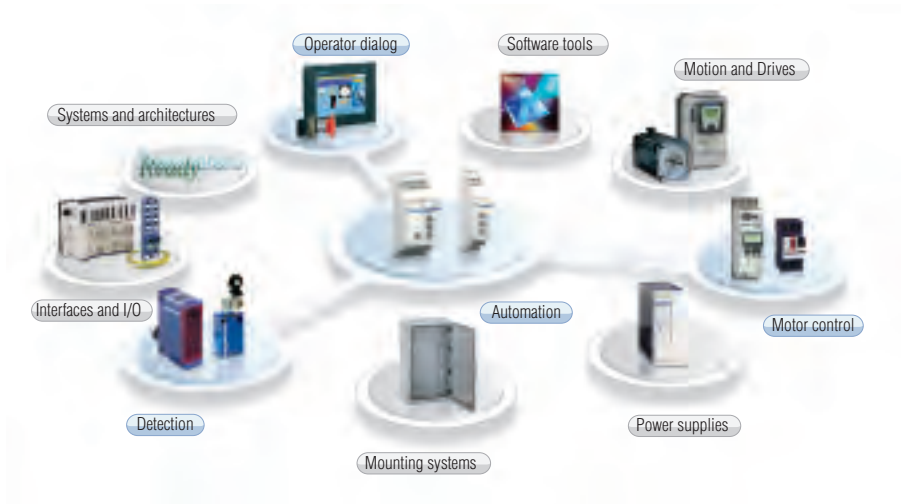 Operator dialog
Software tools
Motion and Drives
Systems and architectures
Ready
Interfaces and I/O
Automation
Motor control
Detection
Power supplies
Mounting systems